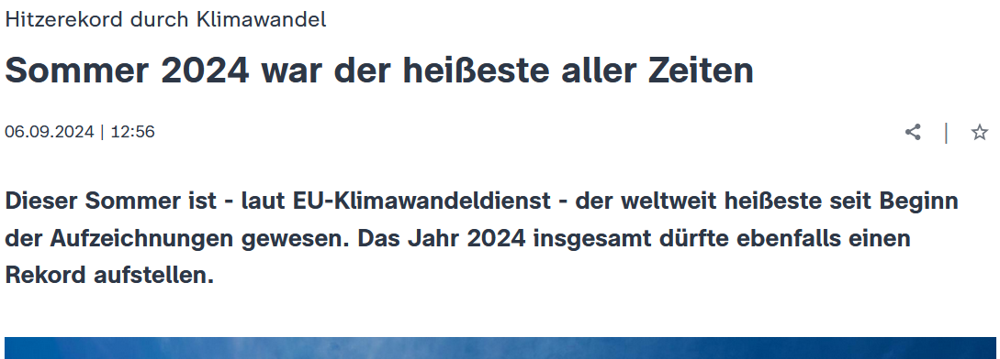 Hitzerekord durch Klimawandel
Sommer 2024 war der heißeste aller Zeiten
06.09.2024 | 12:56
Dieser Sommer ist - laut EU-Klimawandeldienst - der weltweit heißeste seit Beginn
der Aufzeichnungen gewesen. Das Jahr 2024 insgesamt dürfte ebenfalls einen
Rekord aufstellen.